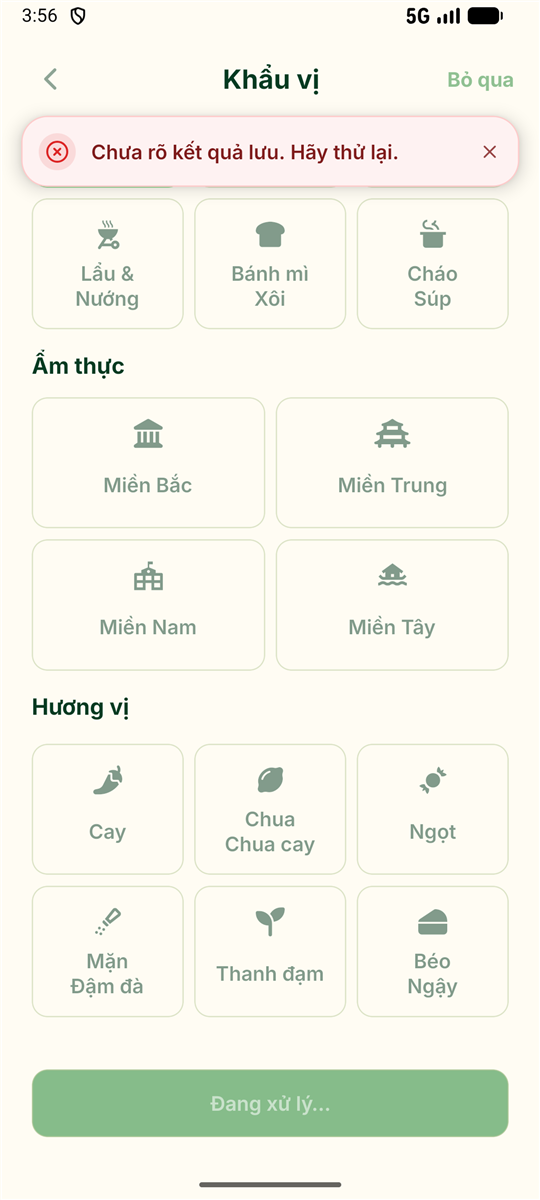 3:56
5G
Khẩu vị
Bỏ qua
Chưa rõ kết quả lưu. Hãy thử lại.
Lẩu &
Nướng
Bánh mì
Xôi
Cháo
Súp
Ẩm thực
Miền Bắc
Miền Trung
Miền Nam
Miền Tây
Hương vị
Cay
Chua
Chua cay
Ngọt
Mặn
Đậm đà
Thanh đạm
Béo
Ngậy
Đang xử lý...